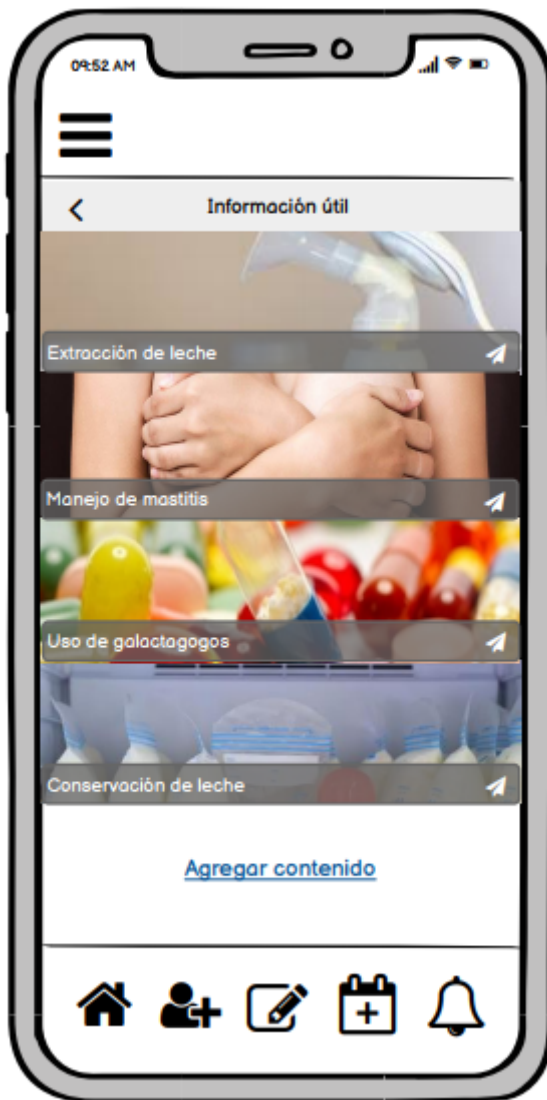 09:52 AM
Información útil
Extracción de leche
Manejo de mastitis
Uso de galactagogos
Conservación de leche
Agregar contenido